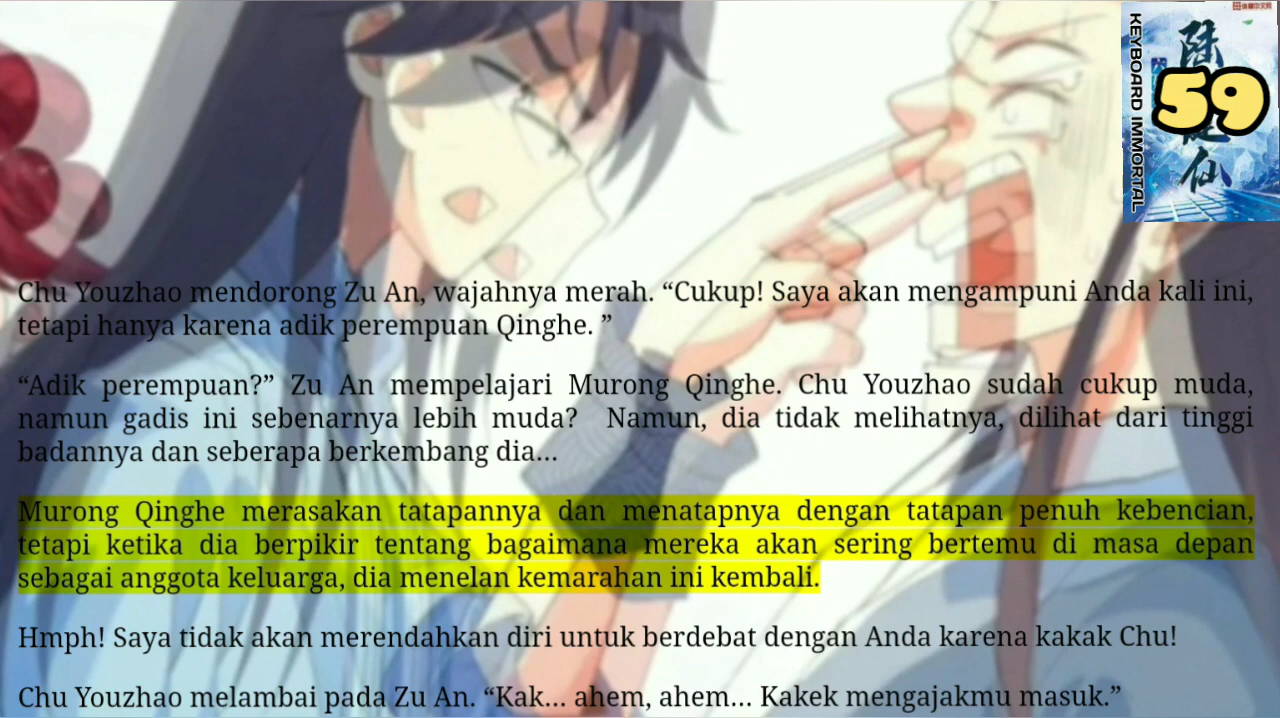 KEYBOARD IMMORTAL
59
仙
Chu Youzhao mendorong Zu An, wajahnya merah. “Cukup! Saya akan mengampuni Anda kali ini,
tetapi hanya karena adik perempuan Qinghe. ”
“Adik perempuan?” Zu An mempelajari Murong Qinghe. Chu Youzhao sudah cukup muda,
namun gadis ini sebenarnya lebih muda? Namun, dia tidak melihatnya, dilihat dari tinggi
badannya dan seberapa berkembang dia...
Murong Qinghe merasakan tatapannya dan menatapnya dengan tatapan penuh kebencian,
tetapi ketika dia berpikir tentang bagaimana mereka akan sering bertemu di masa depan
sebagai anggota keluarga, dia menelan kemarahan ini kembali.
Hmph! Saya tidak akan merendahkan diri untuk berdebat dengan Anda karena kakak Chu!
Chu Youzhao melambai pada Zu An. “Kak... ahem, ahem... Kakek mengajakmu masuk.”